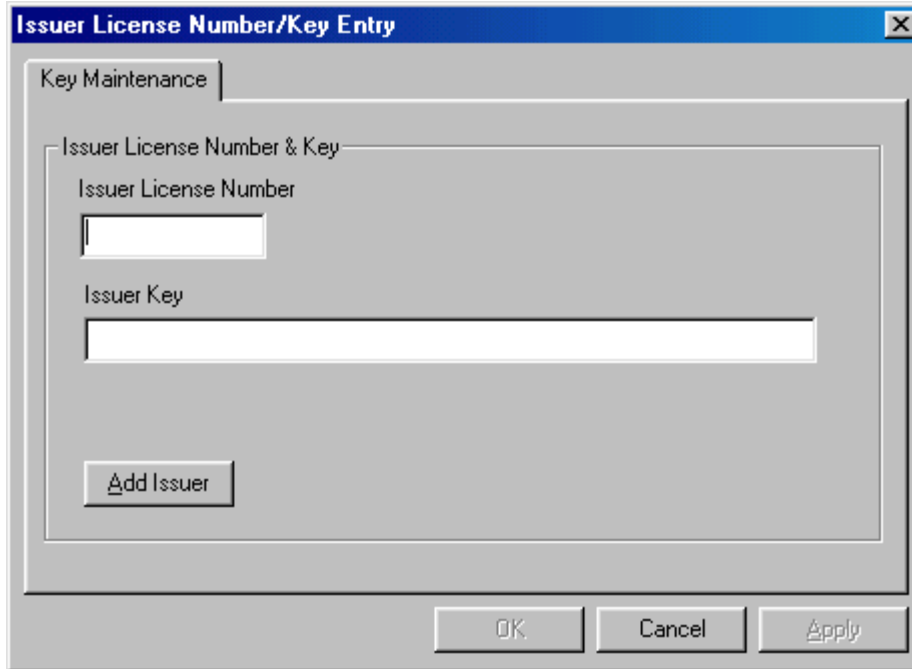 Issuer License Number/Key Entry
Key Maintenance
Issuer License Number & Key
Issuer License Number
Issuer Key
Add Issuer
OK Cancel Apply